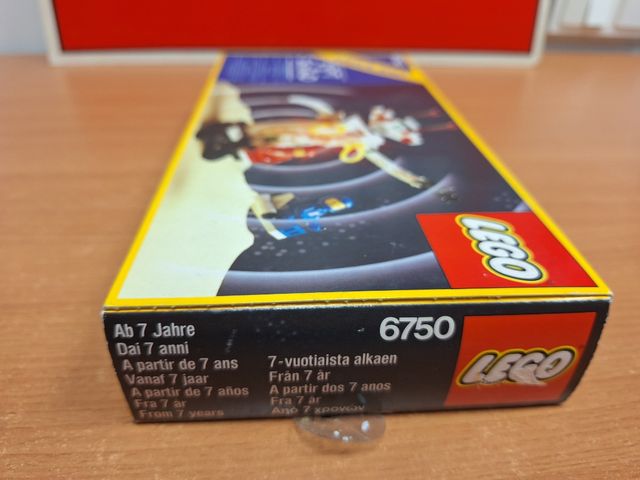 LEGO
6750
LEGO
Ab 7 Jahre
Dai 7 anni
A partir de 7 ans
Vanaf 7 jaar
A partir de 7 años
Fra 7 år
From 7 years
7-vuotiaista alkaen
Från 7 år
A partir dos 7 anos
Fra 7 år
Από 7 χρονών